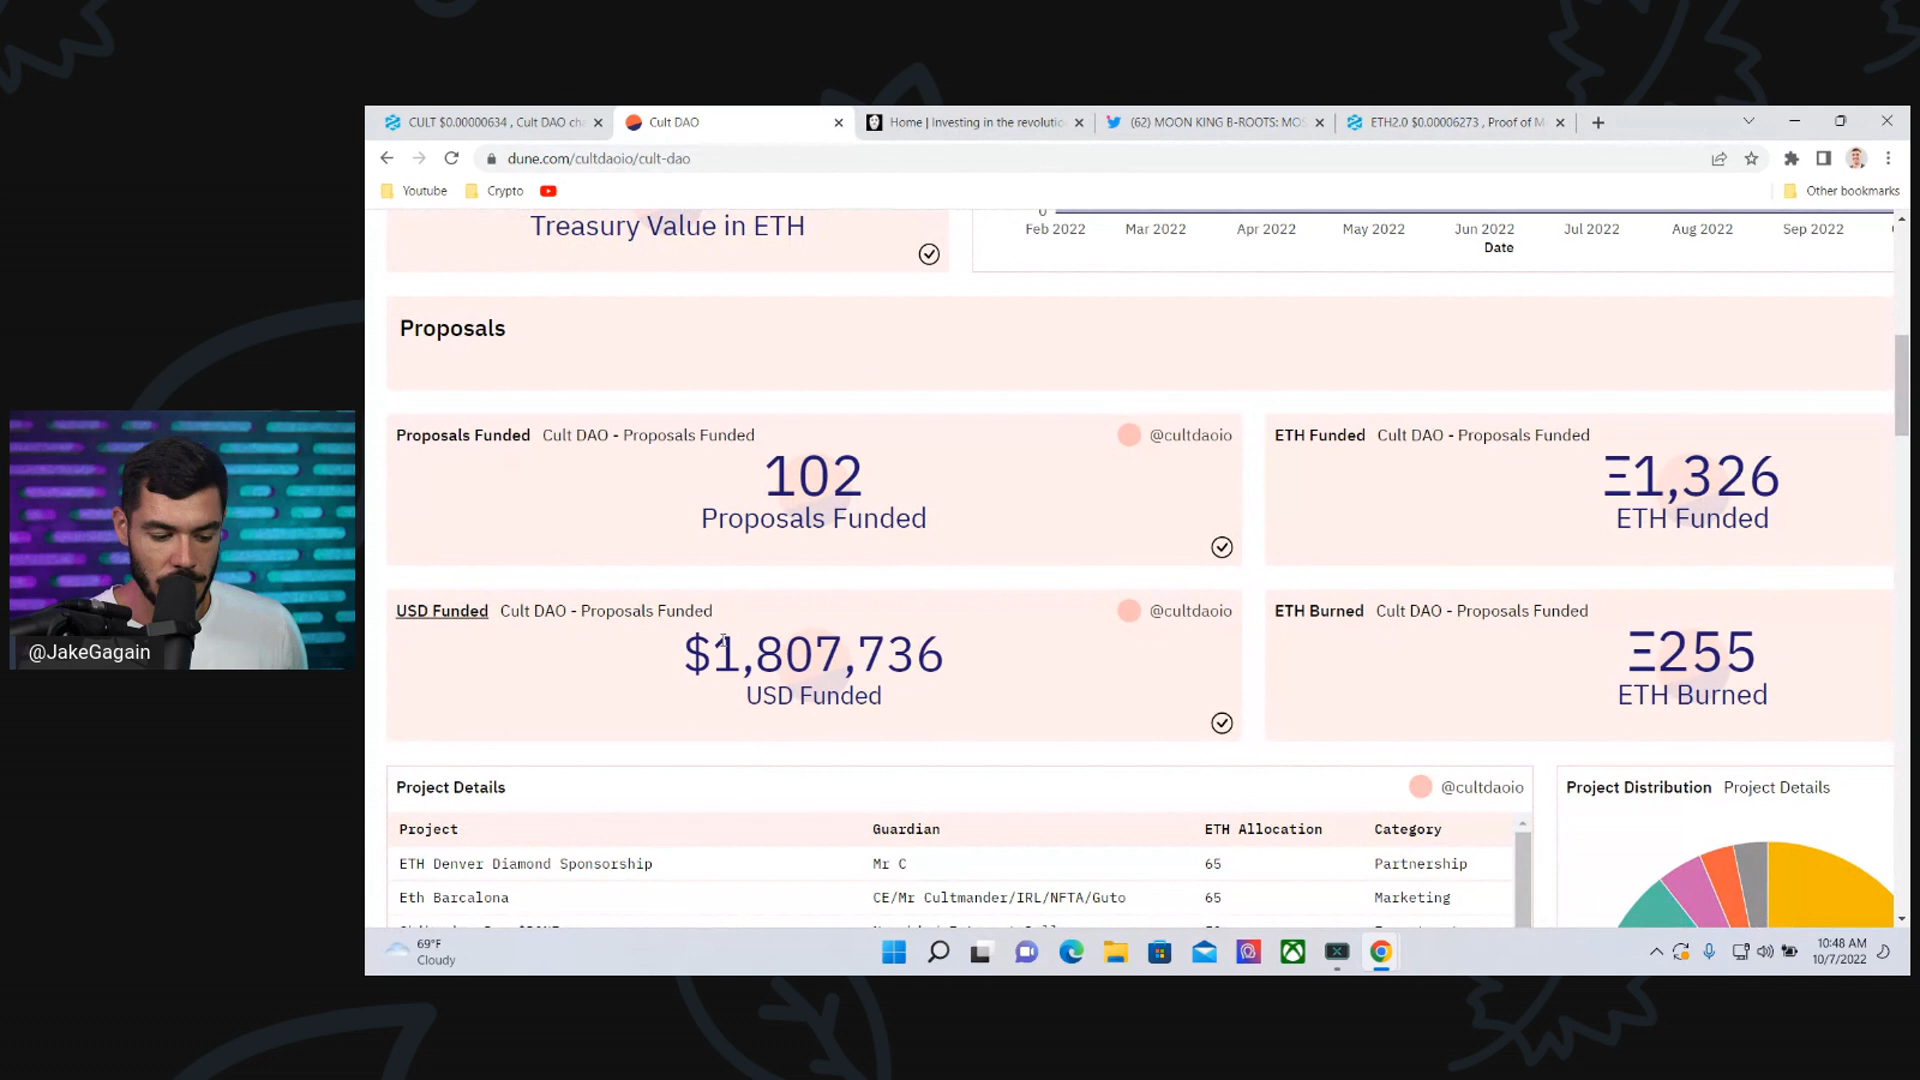 CULT $0.00000634 , Cult DAO cha
Cult DAO
Home | Investing in the revolutio
(62) MOON KING B-ROOTS: MOS
ETH2.0 $0.00006273 , Proof of M
dune.com/cultdaoio/cult-dao
Youtube
Crypto
Other bookmarks
Treasury Value in ETH
0
Feb 2022 Mar 2022 Apr 2022 May 2022 Jun 2022 Jul 2022 Aug 2022 Sep 2022
Date
Proposals
Proposals Funded Cult DAO - Proposals Funded
@cultdaoio
102
Proposals Funded
ETH Funded Cult DAO - Proposals Funded
Ξ1,326
ETH Funded
USD Funded Cult DAO - Proposals Funded
@cultdaoio
$1,807,736
USD Funded
ETH Burned Cult DAO - Proposals Funded
Ξ255
ETH Burned
Project Details
@cultdaoio
Project Guardian ETH Allocation Category
ETH Denver Diamond Sponsorship Mr C 65 Partnership
Eth Barcalona CE/Mr Cultmander/IRL/NFTA/Guto 65 Marketing
Project Distribution Project Details
@JakeGagain
69°F
Cloudy
10:48 AM
10/7/2022